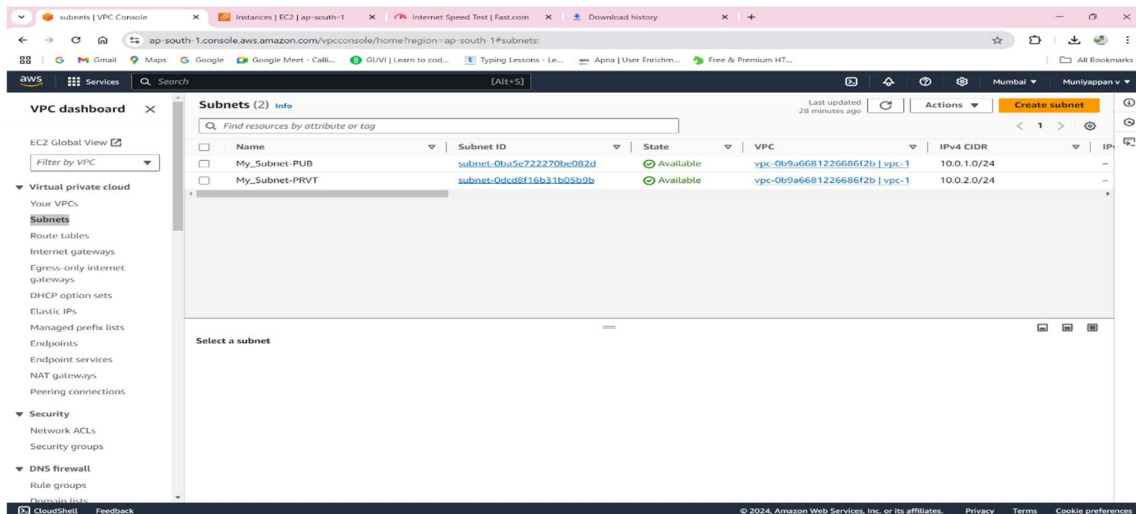 subnets | VPC Console
Instances | EC2 | ap-south-1
Internet Speed Test | Fast.com
Download history
ap-south-1.console.aws.amazon.com/vpcconsole/home?region=ap-south-1#subnets:
Gmail Maps Google Google Meet - Calli... GUVI | Learn to cod... Typing Lessons - Le... Apna | User Enrichm... Free & Premium HT... All Bookmarks
aws Services Search [Alt+S] Mumbai Muniyappan v
VPC dashboard
EC2 Global View
Filter by VPC
Virtual private cloud
Your VPCs
Subnets
Route tables
Internet gateways
Egress-only internet
gateways
DHCP option sets
Elastic IPs
Managed prefix lists
Endpoints
Endpoint services
NAT gateways
Peering connections
Security
Network ACLs
Security groups
DNS firewall
Rule groups
Domain lists
Subnets (2) Info
Last updated
28 minutes ago
Actions
Create subnet
Find resources by attribute or tag
1
Name Subnet ID State VPC IPv4 CIDR
My_Subnet-PUB subnet-0ba5e722270be082d Available vpc-0b9a6681226686f2b | vpc-1 10.0.1.0/24 –
My_Subnet-PRVT subnet-0dcd8f16b31b05b9b Available vpc-0b9a6681226686f2b | vpc-1 10.0.2.0/24 –
Select a subnet
CloudShell Feedback © 2024, Amazon Web Services, Inc. or its affiliates. Privacy Terms Cookie preferences